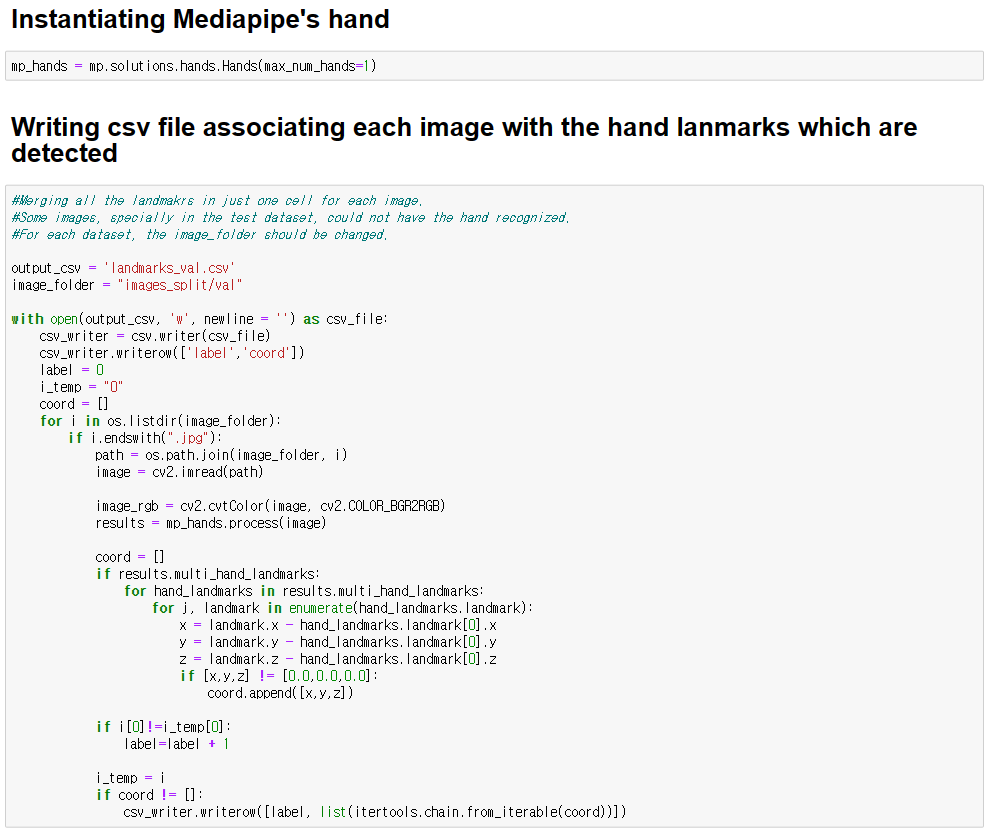 Instantiating Mediapipe's hand
mp_hands = mp.solutions.hands.Hands(max_num_hands=1)
Writing csv file associating each image with the hand lanmarks which are
detected
#Merging all the landmakrs in just one cell for each image.
#Some images, specially in the test dataset, could not have the hand recognized.
#For each dataset, the image_folder should be changed.
output_csv = 'landmarks_val.csv'
image_folder = "images_split/val"
with open(output_csv, 'w', newline = '') as csv_file:
    csv_writer = csv.writer(csv_file)
    csv_writer.writerow(['label','coord'])
    label = 0
    i_temp = "0"
    coord = []
    for i in os.listdir(image_folder):
        if i.endswith(".jpg"):
            path = os.path.join(image_folder, i)
            image = cv2.imread(path)
            image_rgb = cv2.cvtColor(image, cv2.COLOR_BGR2RGB)
            results = mp_hands.process(image)
            coord = []
            if results.multi_hand_landmarks:
                for hand_landmarks in results.multi_hand_landmarks:
                    for j, landmark in enumerate(hand_landmarks.landmark):
                        x = landmark.x - hand_landmarks.landmark[0].x
                        y = landmark.y - hand_landmarks.landmark[0].y
                        z = landmark.z - hand_landmarks.landmark[0].z
                        if [x,y,z] != [0.0,0.0,0.0]:
                            coord.append([x,y,z])
            if i[0]!=i_temp[0]:
                label=label + 1
            i_temp = i
            if coord != []:
                csv_writer.writerow([label, list(itertools.chain.from_iterable(coord))])